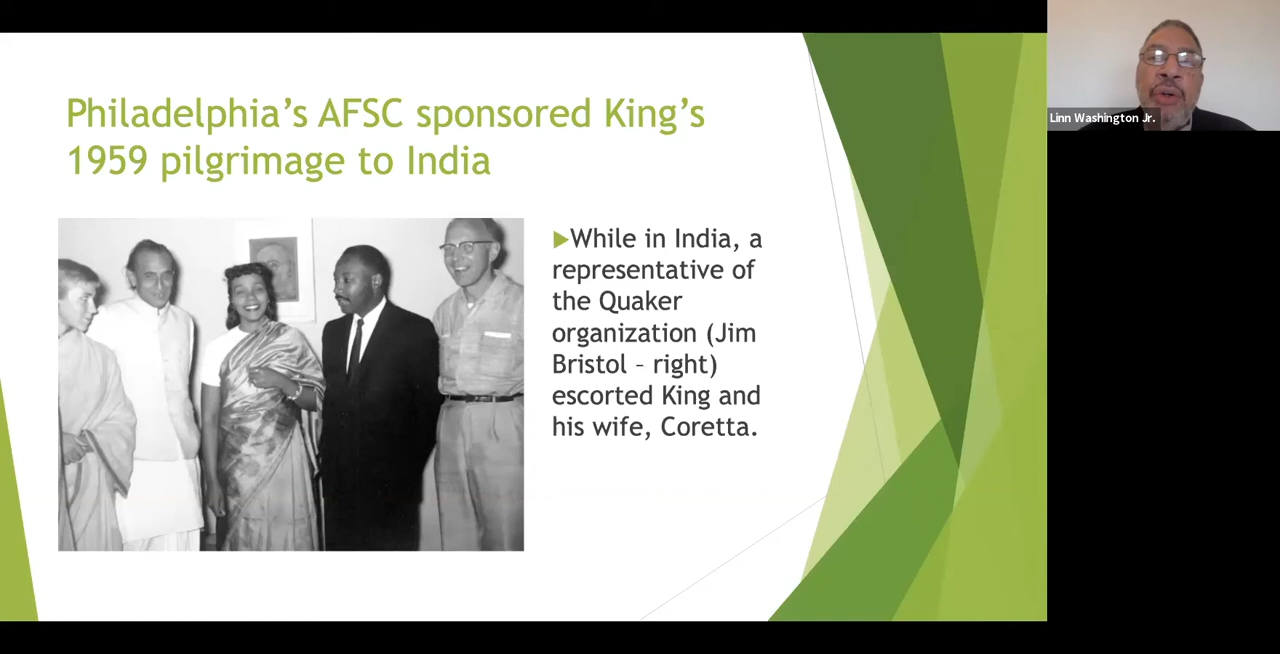 Philadelphia’s AFSC sponsored King’s
1959 pilgrimage to India
While in India, a
representative of
the Quaker
organization (Jim
Bristol – right)
escorted King and
his wife, Coretta.
Linn Washington Jr.